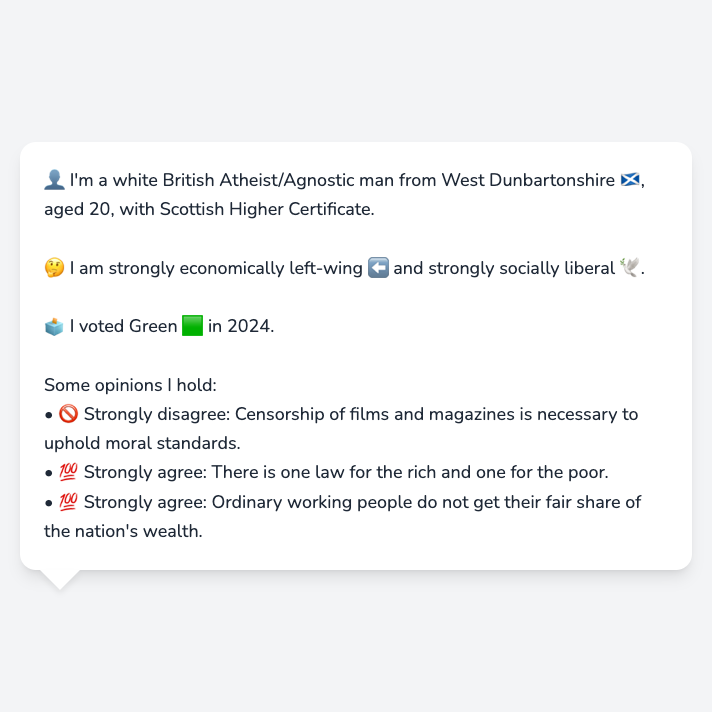 👤 I'm a white British Atheist/Agnostic man from West Dunbartonshire 🏴󠁧󠁢󠁳󠁣󠁴󠁿,
aged 20, with Scottish Higher Certificate.
🤔 I am strongly economically left-wing ⬅️ and strongly socially liberal 🕊️.
🗳️ I voted Green 🟩 in 2024.
Some opinions I hold:
• 🚫 Strongly disagree: Censorship of films and magazines is necessary to
uphold moral standards.
• 💯 Strongly agree: There is one law for the rich and one for the poor.
• 💯 Strongly agree: Ordinary working people do not get their fair share of
the nation's wealth.